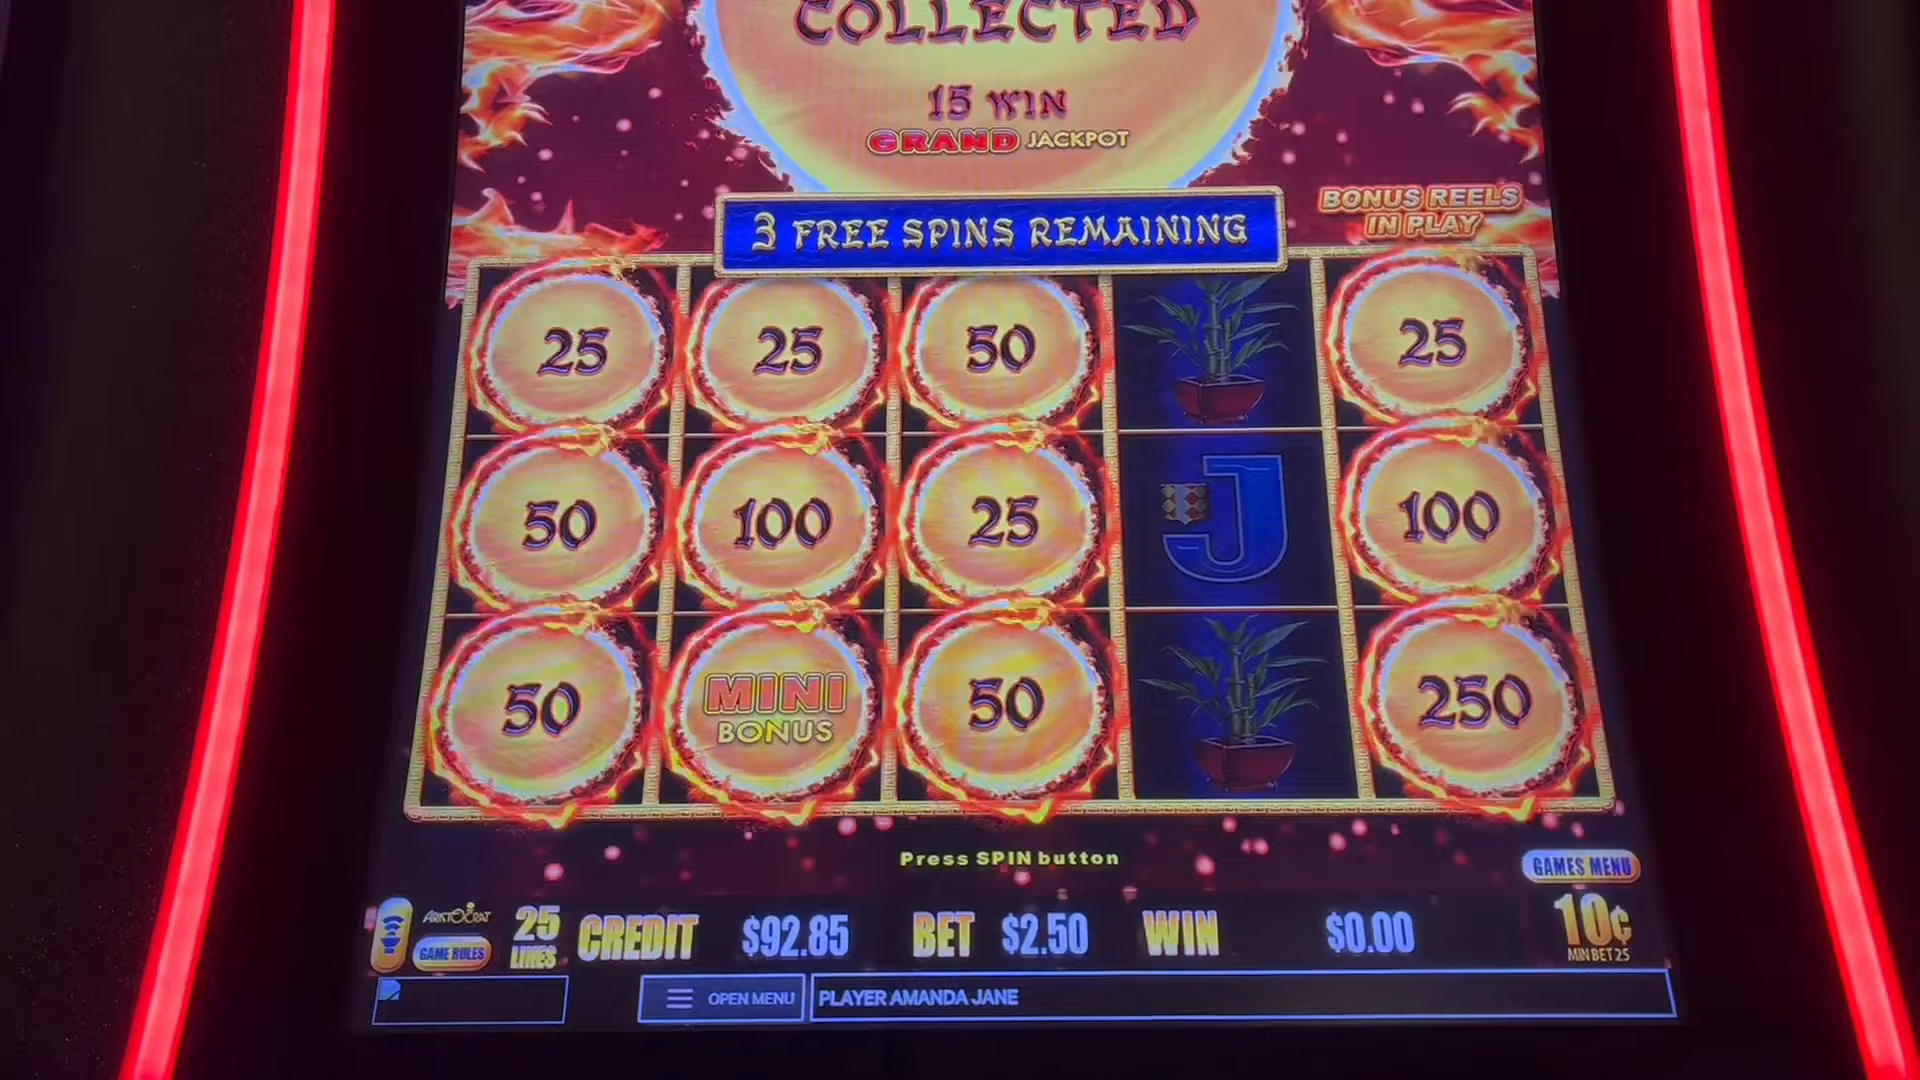 COLLECTED
15 WIN
GRAND JACKPOT
3 FREE SPINS REMAINING
BONUS REELS
IN PLAY
25 25 50 25
50 100 25 J 100
50 MINI BONUS 50 250
Press SPIN button
GAMES MENU
ARISTOCRAT
GAME RULES
25 LINES
CREDIT $92.85 BET $2.50 WIN $0.00
10¢
MIN BET 25
OPEN MENU
PLAYER AMANDA JANE